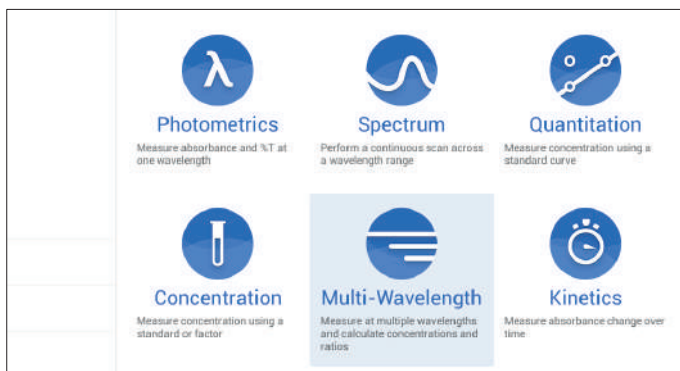 Photometrics
Measure absorbance and %T at
one wavelength
Spectrum
Perform a continuous scan across
a wavelength range
Quantitation
Measure concentration using a
standard curve
Concentration
Measure concentration using a
standard or factor
Multi-Wavelength
Measure at multiple wavelengths
and calculate concentrations and
ratios
Kinetics
Measure absorbance change over
time